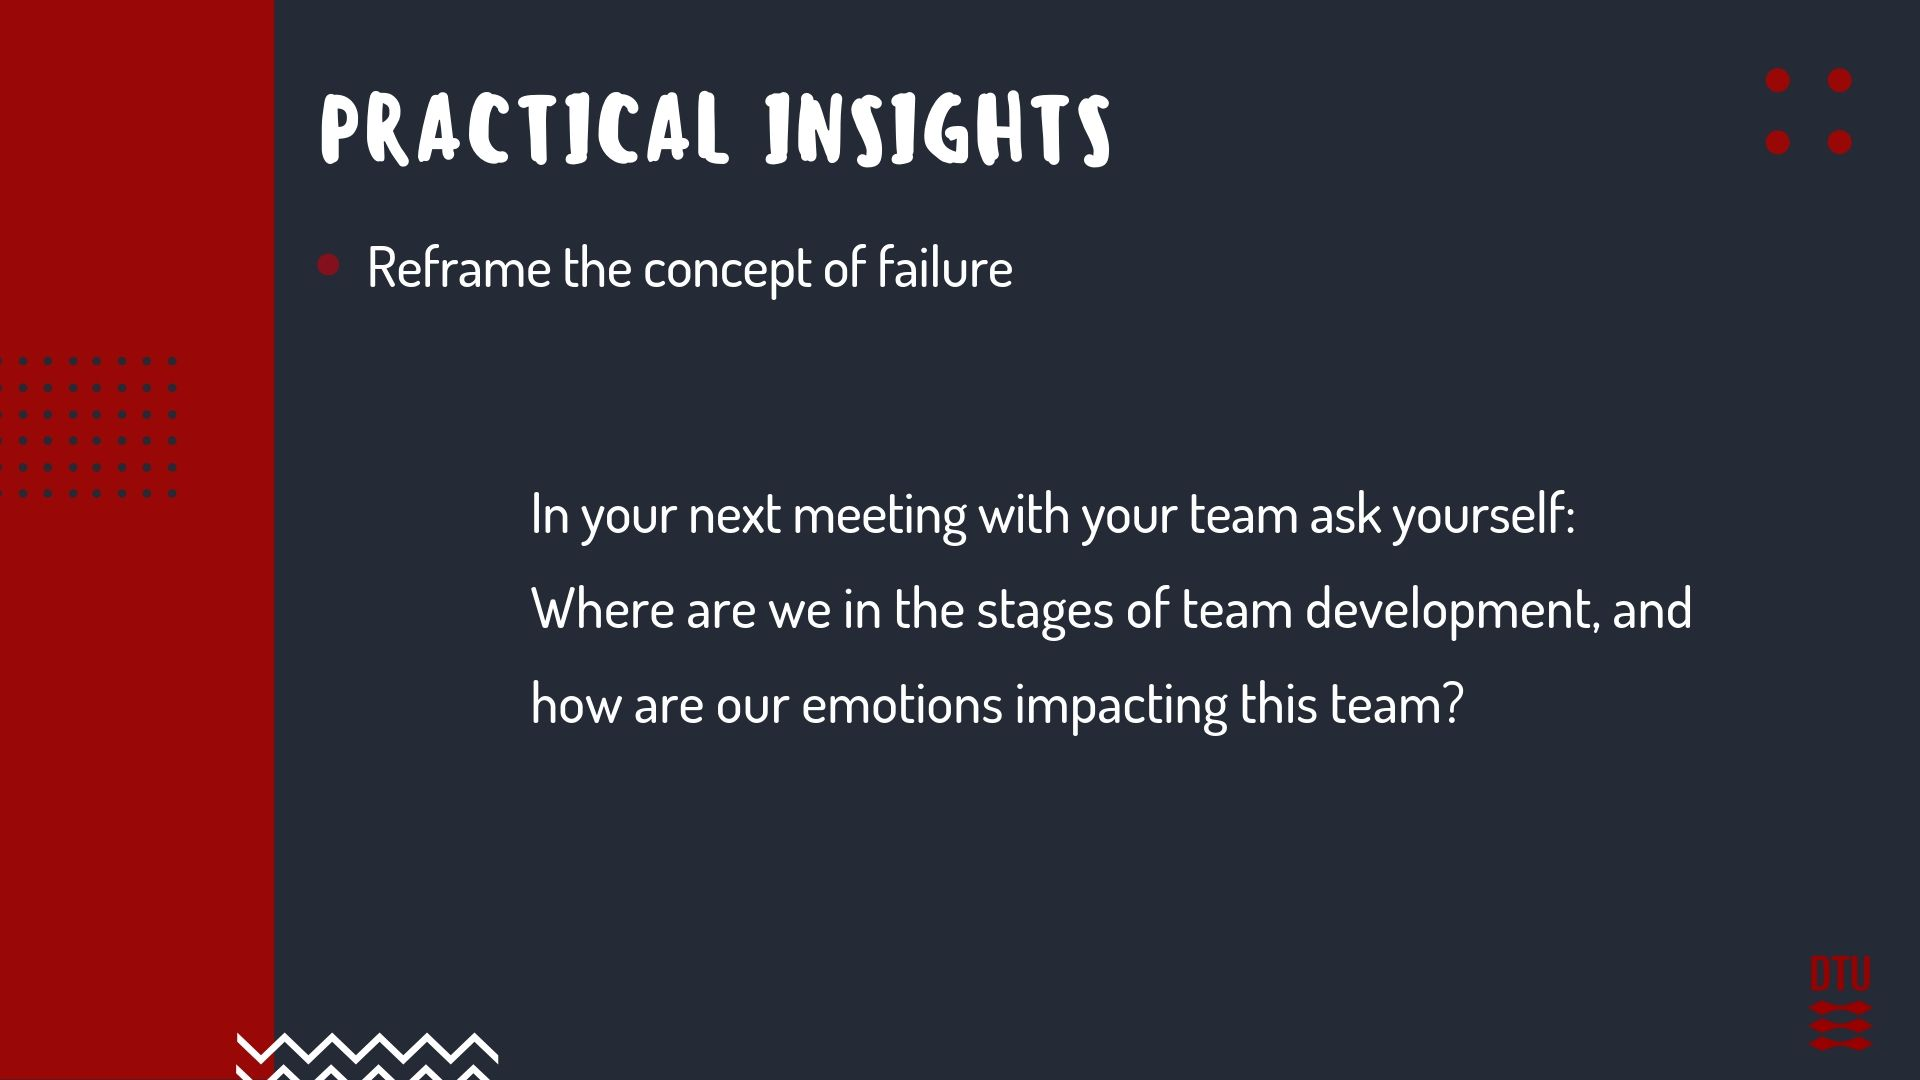 PRACTICAL INSIGHTS
Reframe the concept of failure
In your next meeting with your team ask yourself:
Where are we in the stages of team development, and
how are our emotions impacting this team?
DTU